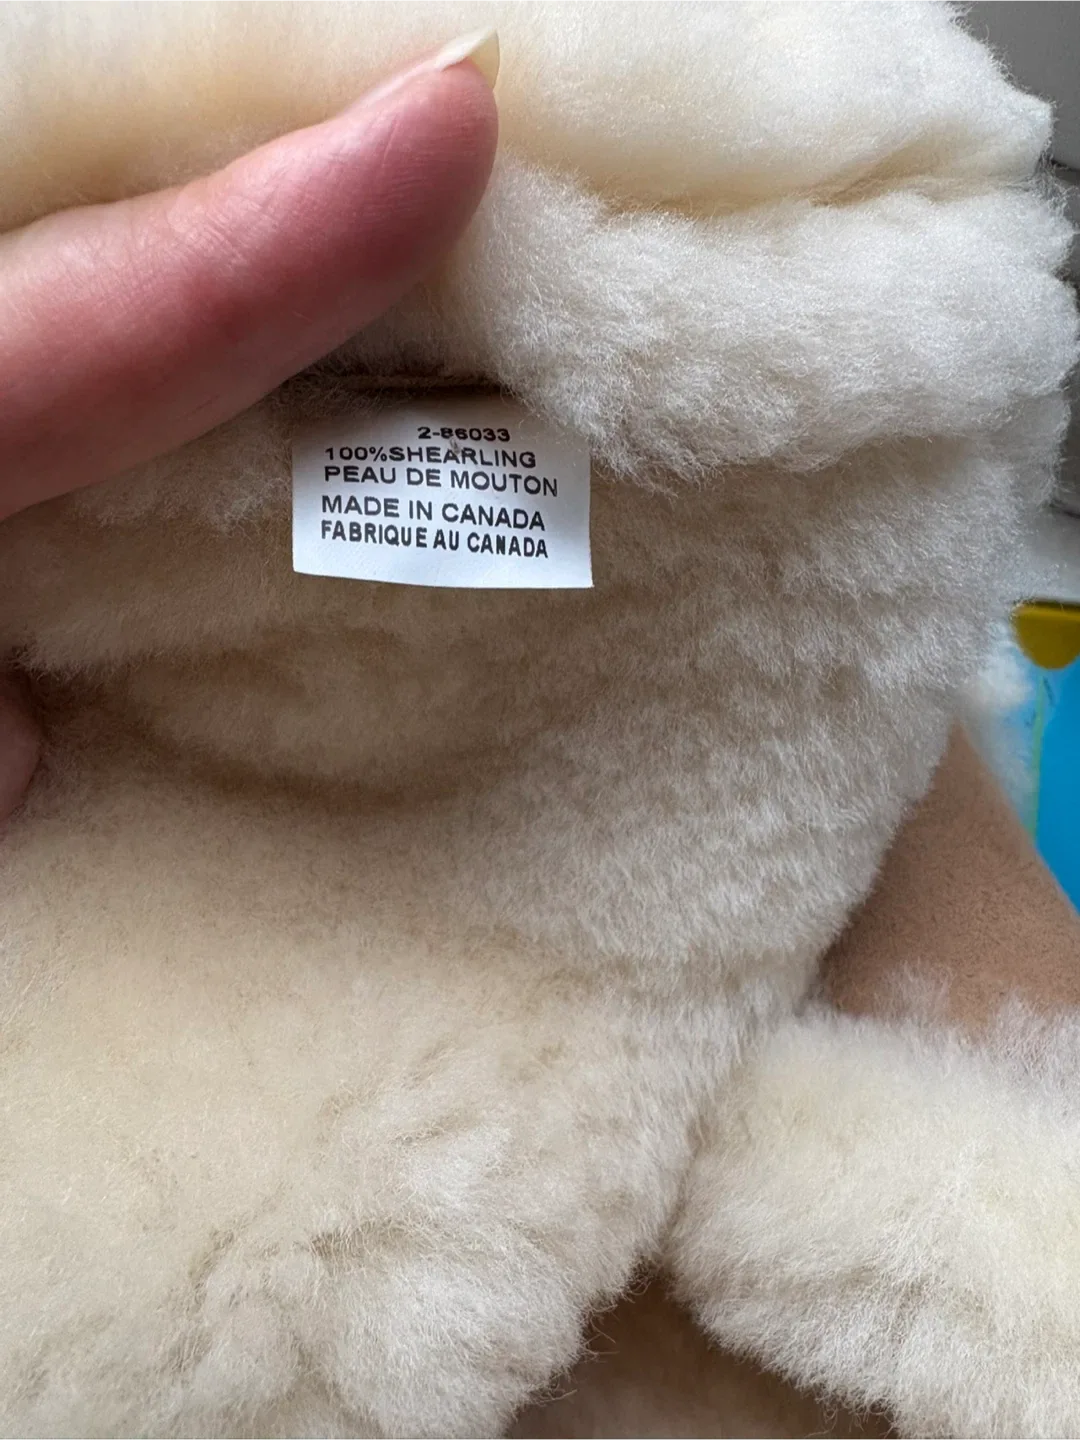 2-86033
100%SHEARLING
PEAU DE MOUTON
MADE IN CANADA
FABRIQUE AU CANADA